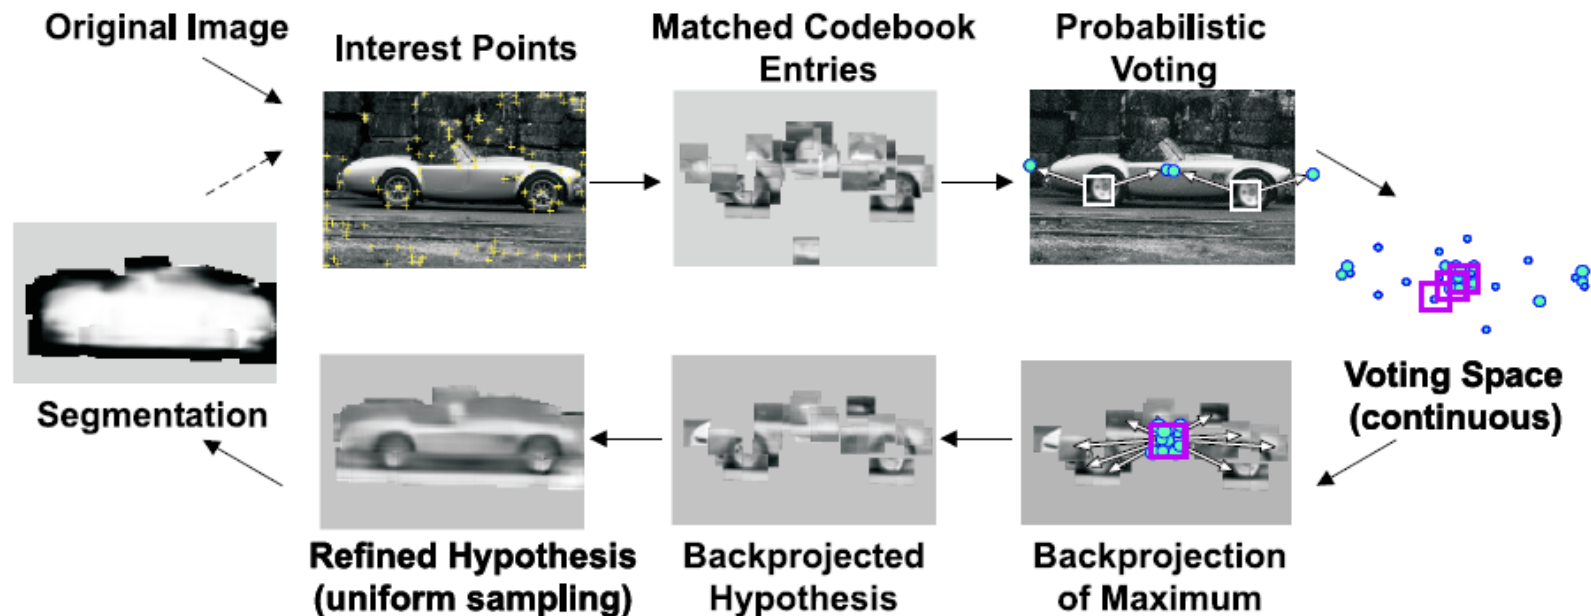 Original Image
Interest Points
Matched Codebook
Entries
Probabilistic
Voting
Voting Space
(continuous)
Segmentation
Refined Hypothesis
(uniform sampling)
Backprojected
Hypothesis
Backprojection
of Maximum